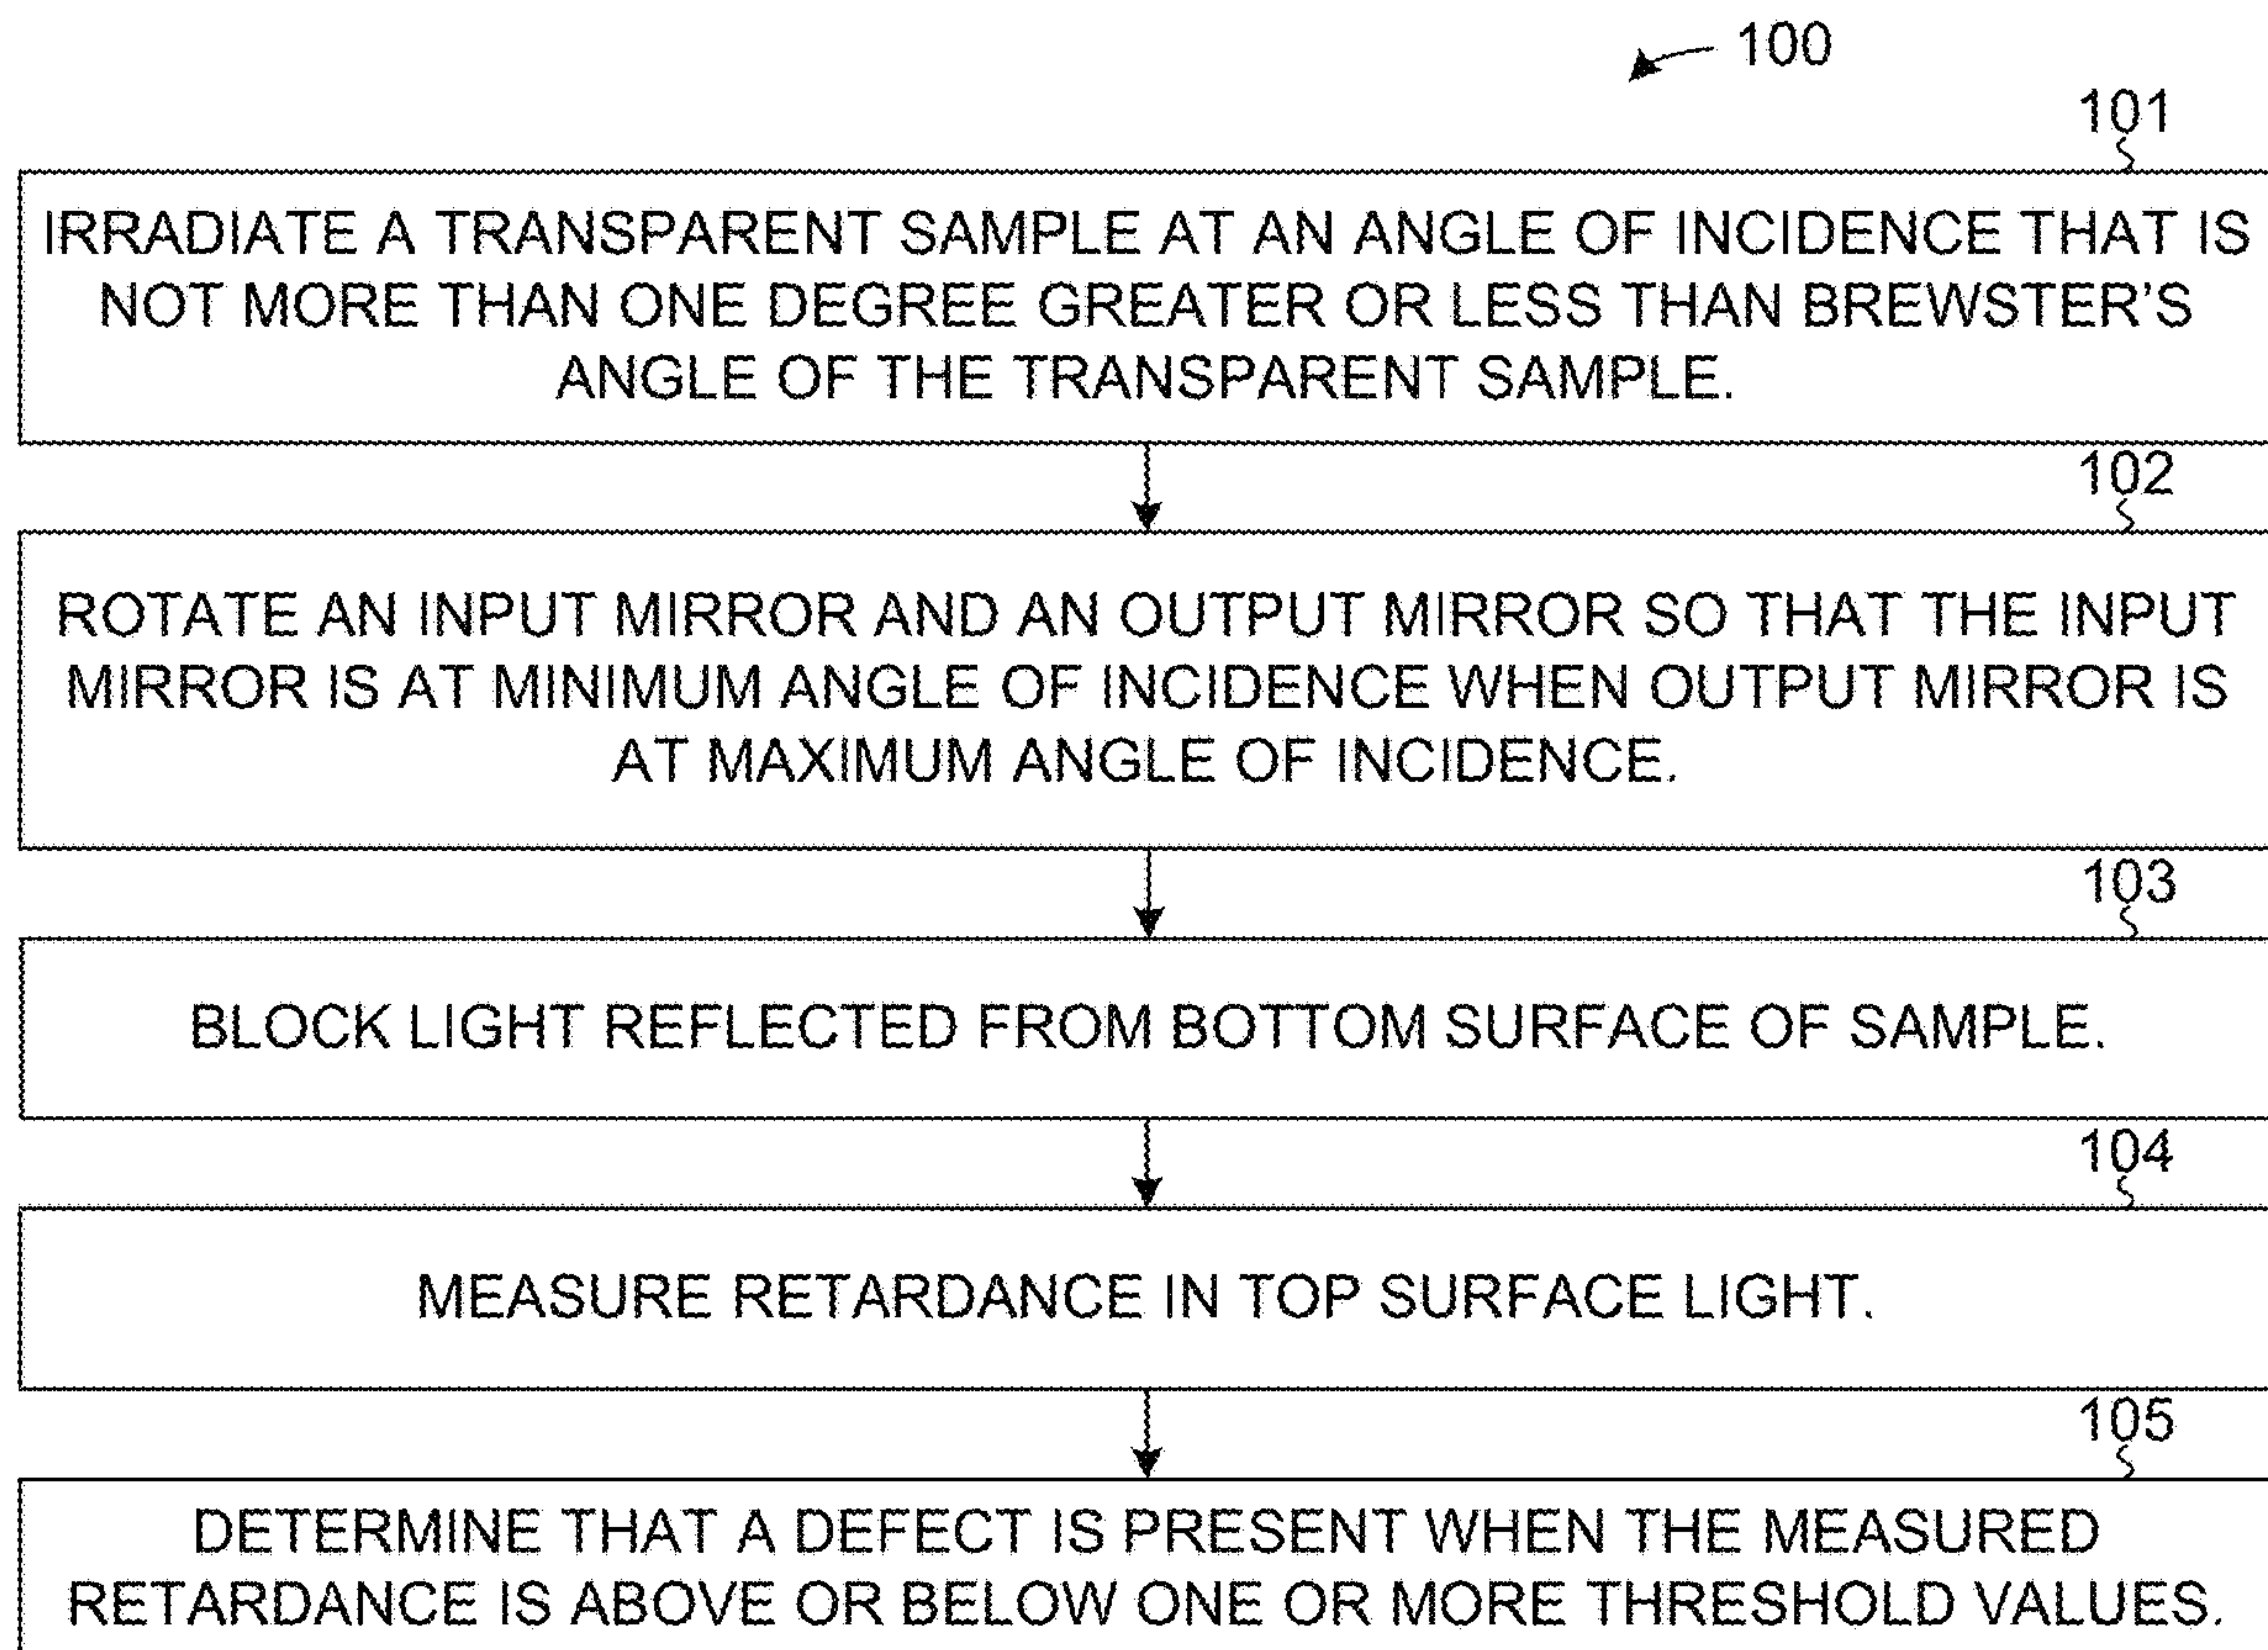 100
101
IRRADIATE A TRANSPARENT SAMPLE AT AN ANGLE OF INCIDENCE THAT IS
NOT MORE THAN ONE DEGREE GREATER OR LESS THAN BREWSTER'S
ANGLE OF THE TRANSPARENT SAMPLE.
102
ROTATE AN INPUT MIRROR AND AN OUTPUT MIRROR SO THAT THE INPUT
MIRROR IS AT MINIMUM ANGLE OF INCIDENCE WHEN OUTPUT MIRROR IS
AT MAXIMUM ANGLE OF INCIDENCE.
103
BLOCK LIGHT REFLECTED FROM BOTTOM SURFACE OF SAMPLE.
104
MEASURE RETARDANCE IN TOP SURFACE LIGHT.
105
DETERMINE THAT A DEFECT IS PRESENT WHEN THE MEASURED
RETARDANCE IS ABOVE OR BELOW ONE OR MORE THRESHOLD VALUES.